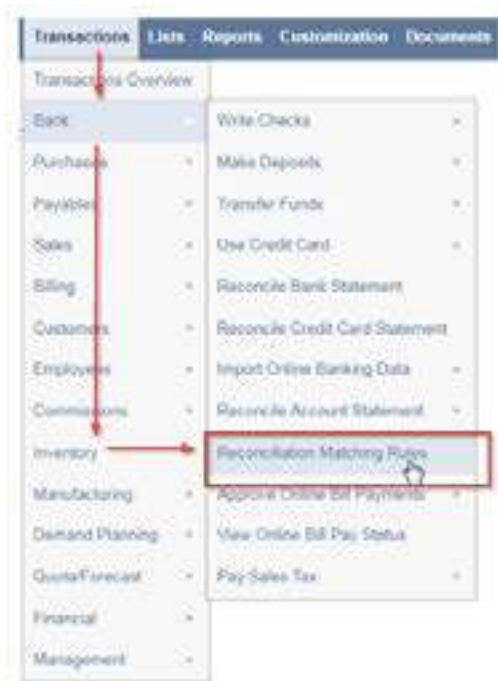 Transactions Lists Reports Customization Documents
Transactions Overview
Bank
Purchases
Payables
Sales
Billing
Customers
Employees
Commissions
Inventory
Manufacturing
Demand Planning
Quota/Forecast
Financial
Management
Write Checks
Make Deposits
Transfer Funds
Use Credit Card
Reconcile Bank Statement
Reconcile Credit Card Statement
Import Online Banking Data
Reconcile Account Statement
Reconciliation Matching Rules
Approve Online Bill Payments
View Online Bill Pay Status
Pay Sales Tax